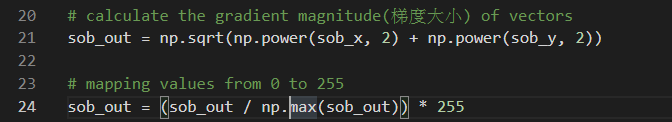 20 # calculate the gradient magnitude(梯度大小) of vectors
21 sob_out = np.sqrt(np.power(sob_x, 2) + np.power(sob_y, 2))
22
23 # mapping values from 0 to 255
24 sob_out = (sob_out / np.max(sob_out)) * 255